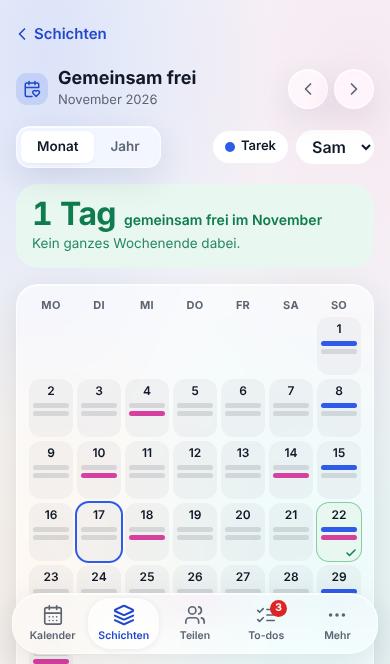 Schichten
Gemeinsam frei
November 2026
Monat Jahr Tarek Sam
1 Tag gemeinsam frei im November
Kein ganzes Wochenende dabei.
MO DI MI DO FR SA SO
1
2 3 4 5 6 7 8
9 10 11 12 13 14 15
16 17 18 19 20 21 22
23 24 25 26 27 28 29
3
Kalender Schichten Teilen To-dos Mehr